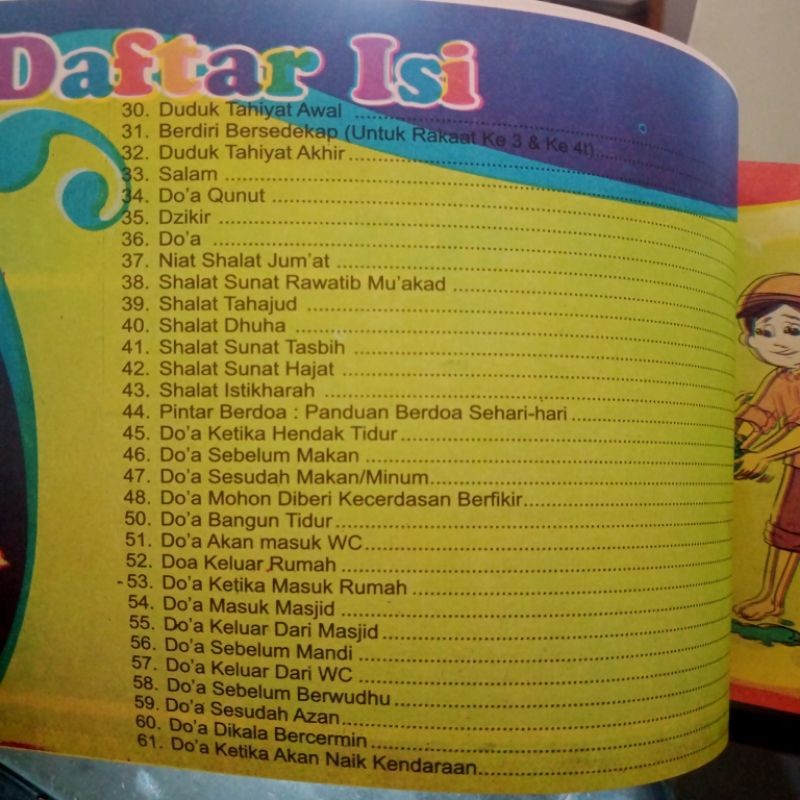 Daftar Isi
30. Duduk Tahiyat Awal ..........
31. Berdiri Bersedekap (Untuk Rakaat Ke 3 & Ke 4t)..........
32. Duduk Tahiyat Akhir..........
33. Salam ..........
34. Do'a Qunut ..........
35. Dzikir ..........
36. Do'a ..........
37. Niat Shalat Jum'at ..........
38. Shalat Sunat Rawatib Mu'akad ..........
39. Shalat Tahajud ..........
40. Shalat Dhuha ..........
41. Shalat Sunat Tasbih ..........
42. Shalat Sunat Hajat ..........
43. Shalat Istikharah ..........
44. Pintar Berdoa : Panduan Berdoa Sehari-hari ..........
45. Do'a Ketika Hendak Tidur..........
46. Do'a Sebelum Makan ..........
47. Do'a Sesudah Makan/Minum..........
48. Do'a Mohon Diberi Kecerdasan Berfikir..........
50. Do'a Bangun Tidur..........
51. Do'a Akan masuk WC..........
52. Doa Keluar Rumah ..........
53. Do'a Ketika Masuk Rumah ..........
54. Do'a Masuk Masjid ..........
55. Do'a Keluar Dari Masjid ..........
56. Do'a Sebelum Mandi ..........
57. Do'a Keluar Dari WC ..........
58. Do'a Sebelum Berwudhu ..........
59. Do'a Sesudah Azan..........
60. Do'a Dikala Bercermin ..........
61. Do'a Ketika Akan Naik Kendaraan..........